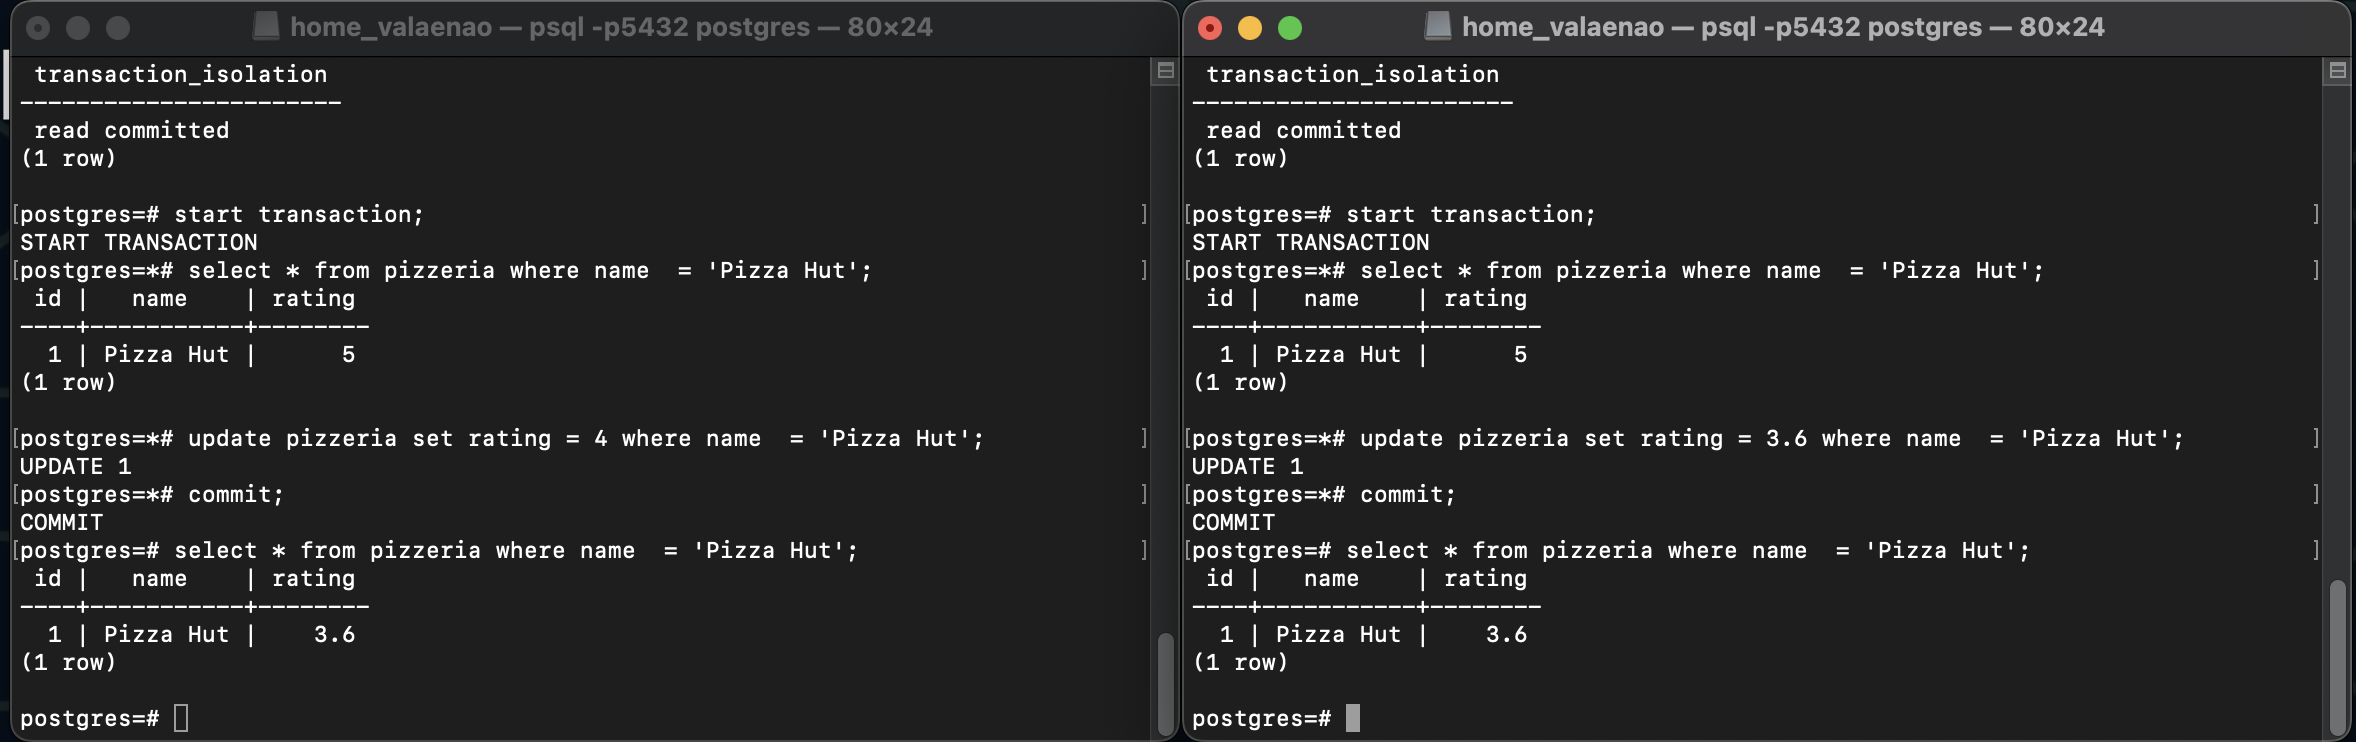 home_valaenao — psql -p5432 postgres — 80×24
 transaction_isolation
-----------------------
 read committed
(1 row)

[postgres=# start transaction; ]
START TRANSACTION
[postgres=*# select * from pizzeria where name  = 'Pizza Hut'; ]
 id |   name    | rating
----+-----------+--------
  1 | Pizza Hut |      5
(1 row)

[postgres=*# update pizzeria set rating = 4 where name  = 'Pizza Hut'; ]
UPDATE 1
[postgres=*# commit; ]
COMMIT
[postgres=# select * from pizzeria where name  = 'Pizza Hut'; ]
 id |   name    | rating
----+-----------+--------
  1 | Pizza Hut |    3.6
(1 row)

postgres=#
home_valaenao — psql -p5432 postgres — 80×24
 transaction_isolation
-----------------------
 read committed
(1 row)

[postgres=# start transaction; ]
START TRANSACTION
[postgres=*# select * from pizzeria where name  = 'Pizza Hut'; ]
 id |   name    | rating
----+-----------+--------
  1 | Pizza Hut |      5
(1 row)

[postgres=*# update pizzeria set rating = 3.6 where name  = 'Pizza Hut'; ]
UPDATE 1
[postgres=*# commit; ]
COMMIT
[postgres=# select * from pizzeria where name  = 'Pizza Hut'; ]
 id |   name    | rating
----+-----------+--------
  1 | Pizza Hut |    3.6
(1 row)

postgres=#